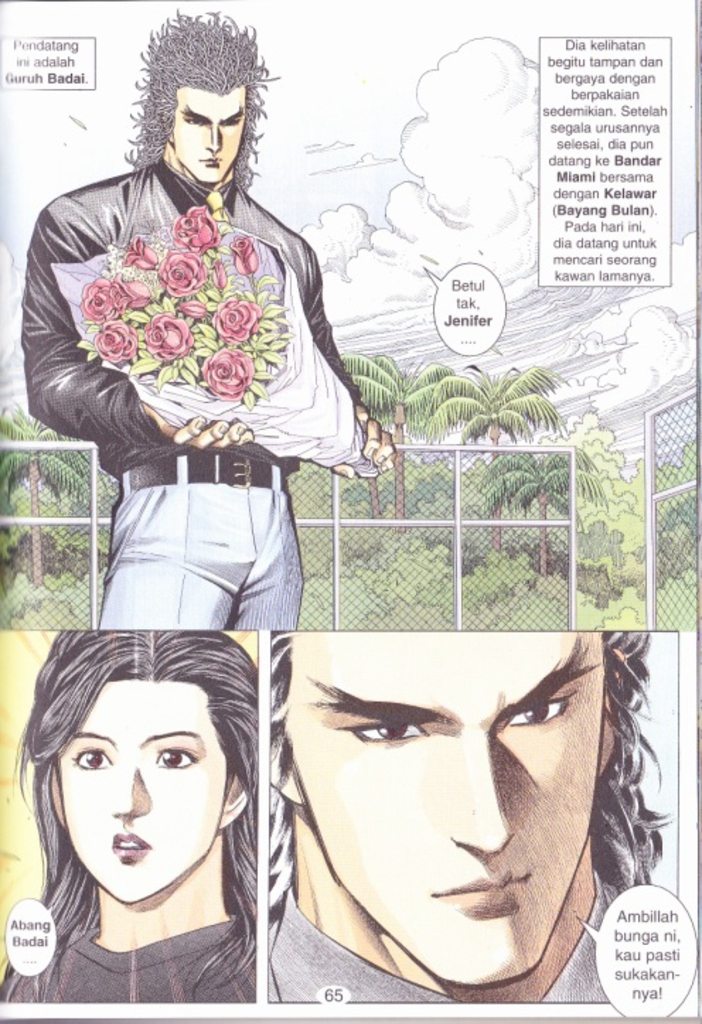 Pendatang
ini adalah
Guruh Badai.
Dia kelihatan
begitu tampan dan
bergaya dengan
berpakaian
sedemikian. Setelah
segala urusannya
selesai, dia pun
datang ke Bandar
Miami bersama
dengan Kelawar
(Bayang Bulan).
Pada hari ini,
dia datang untuk
mencari seorang
kawan lamanya.
Betul
tak,
Jenifer
....
Abang
Badai
....
Ambillah
bunga ni,
kau pasti
sukakan-
nya!
65